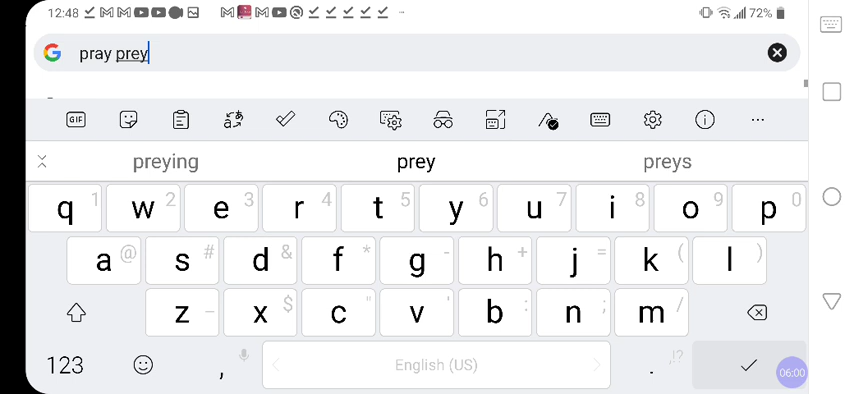 12:48 72%
pray prey
GIF
preying prey preys
q 1 w 2 e 3 r 4 t 5 y 6 u 7 i 8 o 9 p 0
a @ s # d & f * g - h + j = k ( l )
z _ x $ c " v ' b : n ; m /
123 , English (US) . ,!?
06:00